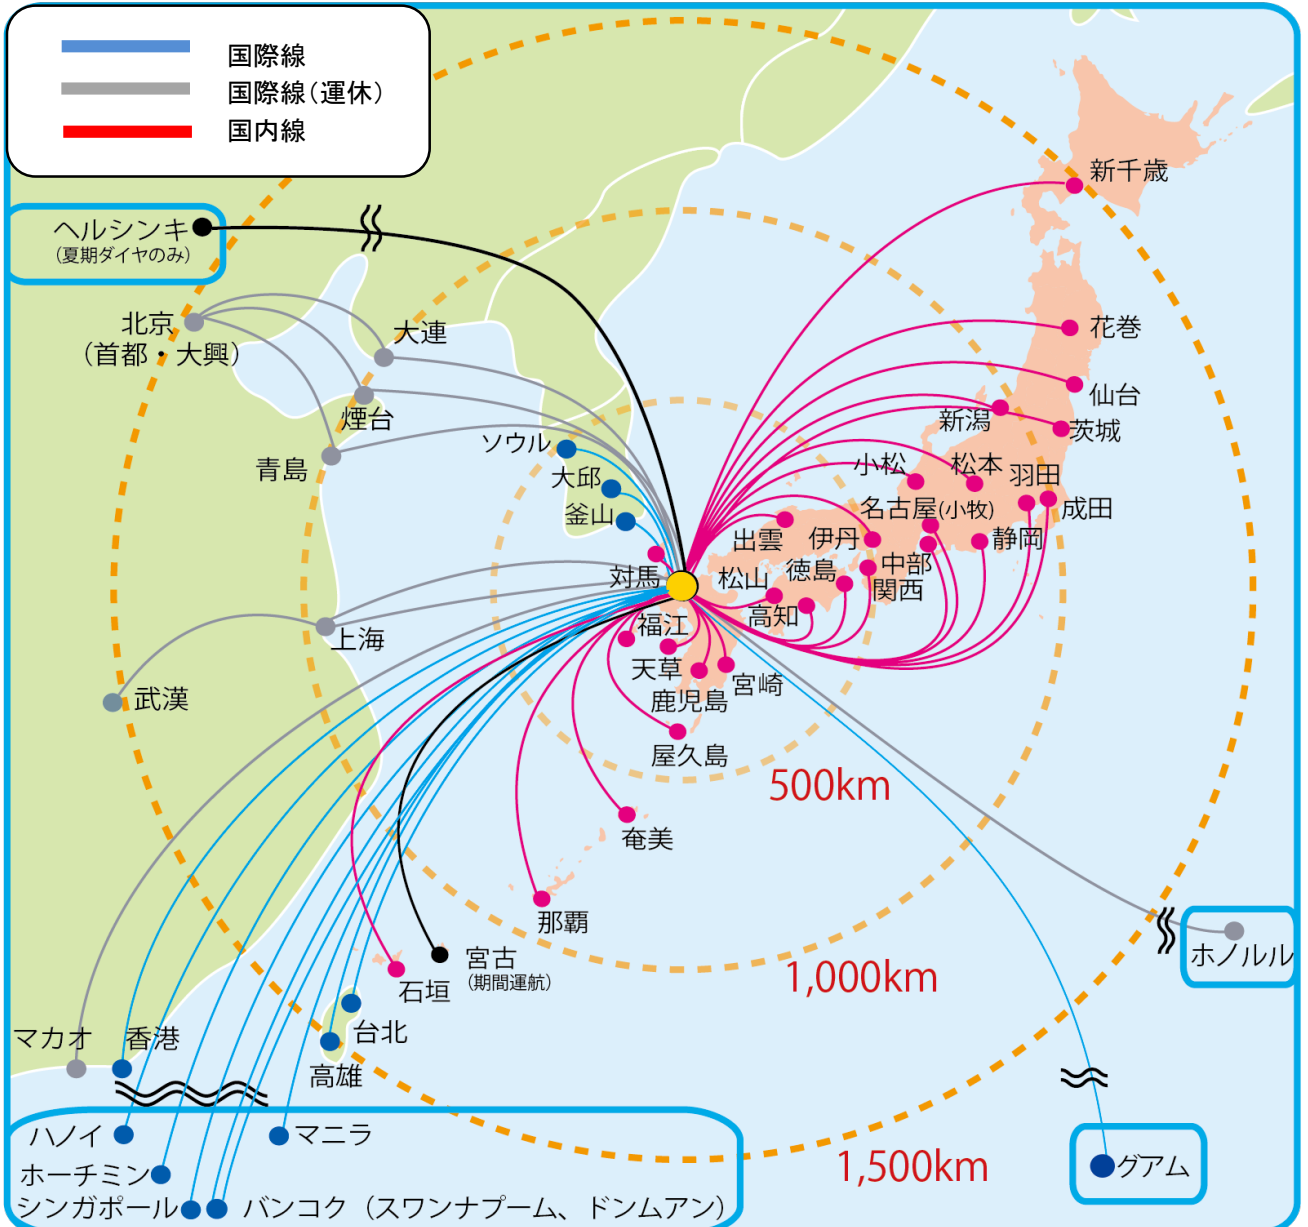 国際線
国際線(運休)
国内線
新千歳
ヘルシンキ
(夏期ダイヤのみ)
北京
(首都・大興)
大連
花巻
煙台
仙台
新潟
茨城
青島
ソウル
大邱
釜山
小松
松本
羽田
成田
名古屋(小牧)
出雲
伊丹
静岡
中部
関西
対馬
松山
徳島
高知
福江
天草
宮崎
鹿児島
屋久島
上海
武漢
500km
奄美
那覇
宮古
(期間運航)
石垣
1,000km
ホノルル
台北
高雄
マカオ
香港
ハノイ
マニラ
ホーチミン
シンガポール
バンコク(スワンナプーム、ドンムアン)
1,500km
グアム